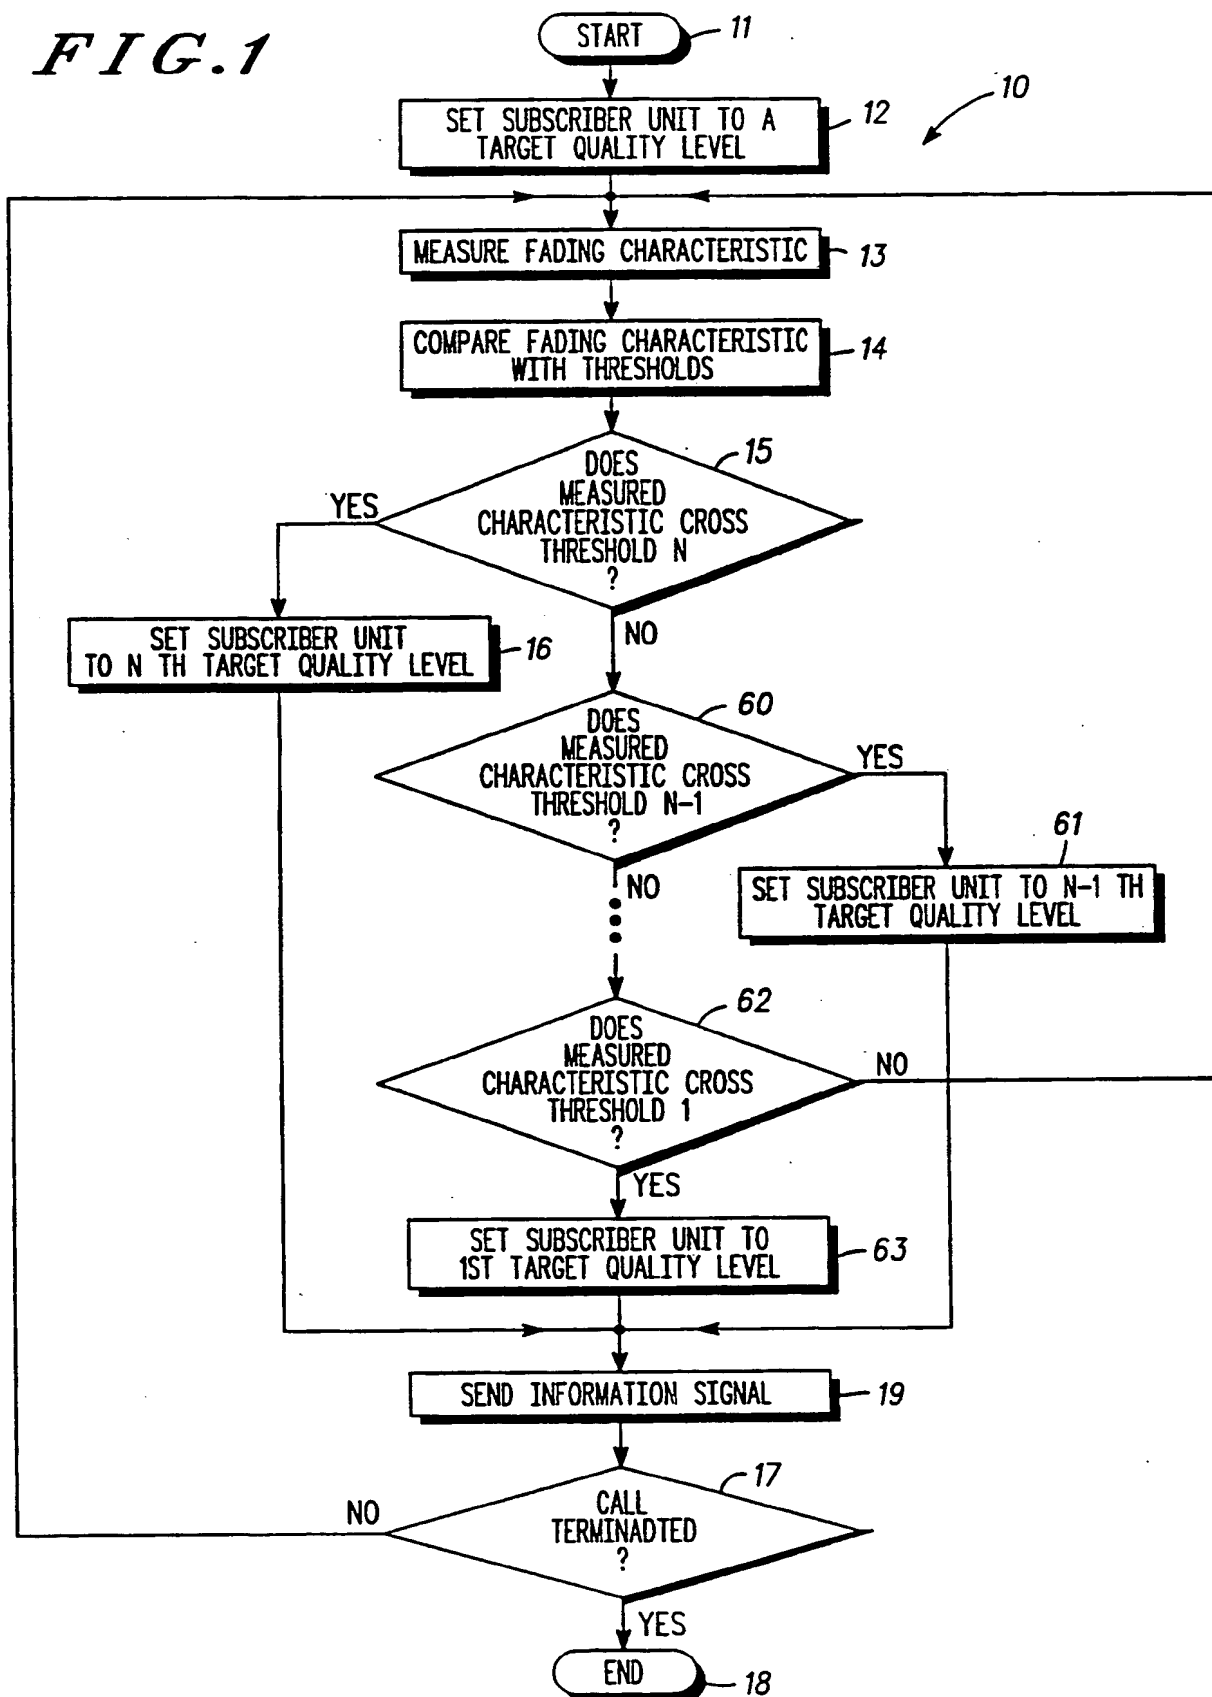 FIG.1
START
11
10
SET SUBSCRIBER UNIT TO A
TARGET QUALITY LEVEL
12
MEASURE FADING CHARACTERISTIC
13
COMPARE FADING CHARACTERISTIC
WITH THRESHOLDS
14
DOES
MEASURED
CHARACTERISTIC CROSS
THRESHOLD N
?
15
YES
NO
SET SUBSCRIBER UNIT
TO N TH TARGET QUALITY LEVEL
16
DOES
MEASURED
CHARACTERISTIC CROSS
THRESHOLD N-1
?
60
YES
NO
61
SET SUBSCRIBER UNIT TO N-1 TH
TARGET QUALITY LEVEL
DOES
MEASURED
CHARACTERISTIC CROSS
THRESHOLD 1
?
62
NO
YES
SET SUBSCRIBER UNIT TO
1ST TARGET QUALITY LEVEL
63
SEND INFORMATION SIGNAL
19
CALL
TERMINADTED
?
17
NO
YES
END
18